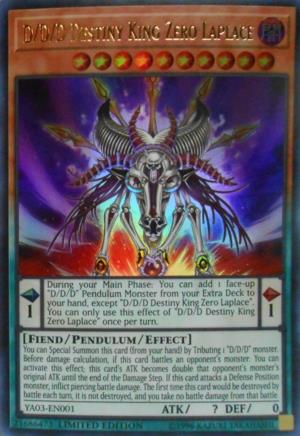 D/D/D Destiny King Zero Laplace
During your Main Phase: You can add 1 face-up
"D/D/D" Pendulum Monster from your Extra Deck to
your hand, except "D/D/D Destiny King Zero Laplace".
You can only use this effect of "D/D/D Destiny King
Zero Laplace" once per turn.
1
1
[FIEND/PENDULUM/EFFECT]
You can Special Summon this card (from your hand) by Tributing 1 "D/D" monster.
Before damage calculation, if this card battles an opponent's monster: You can
activate this effect; this card's ATK becomes double that opponent's monster's
original ATK until the end of the Damage Step. If this card attacks a Defense Position
monster, inflict piercing battle damage. The first time this card would be destroyed by
battle each turn, it is not destroyed, and you take no battle damage from that battle.
YA03-EN001
ATK/ ? DEF/ 0
LIMITED EDITION
©1996 KAZUKI TAKAHASHI